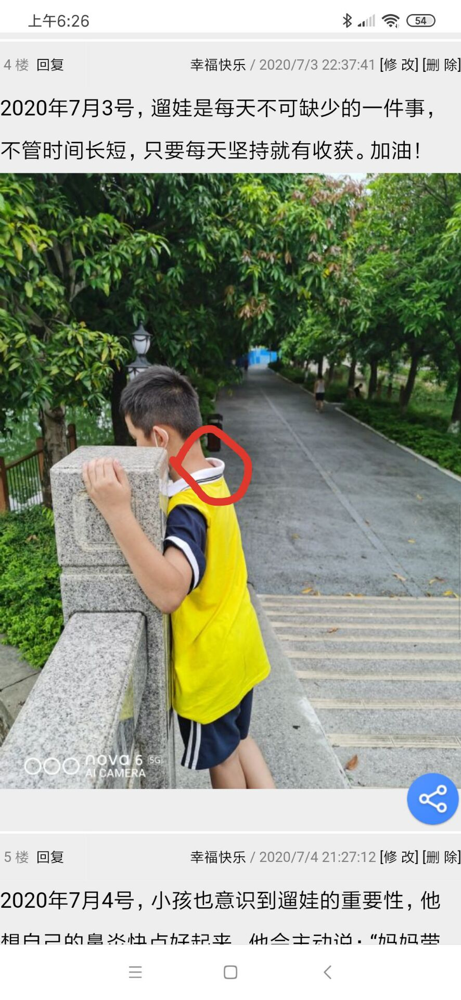 上午6:26
54
4 楼 回复 幸福快乐 / 2020/7/3 22:37:41 [修 改] [删 除]
2020年7月3号，遛娃是每天不可缺少的一件事，
不管时间长短，只要每天坚持就有收获。加油！
nova 6 5G
AI CAMERA
5 楼 回复 幸福快乐 / 2020/7/4 21:27:12 [修 改] [删 除]
2020年7月4号，小孩也意识到遛娃的重要性，他
想自己的鼻炎快点好起来，他会主动说：“妈妈带